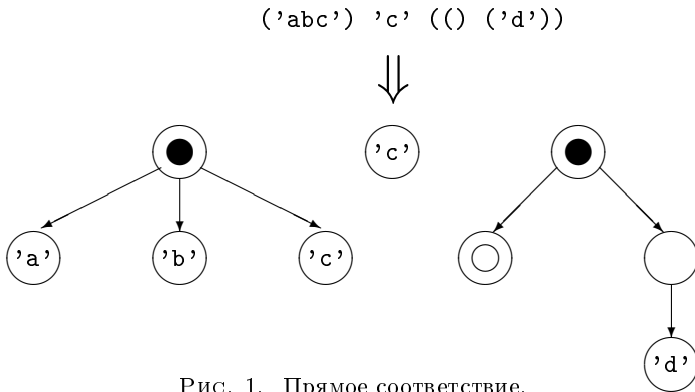 ('abc') 'c' (() ('d'))
'c'
'a' 'b' 'c'
'd'
Рис. 1. Прямое соответствие.